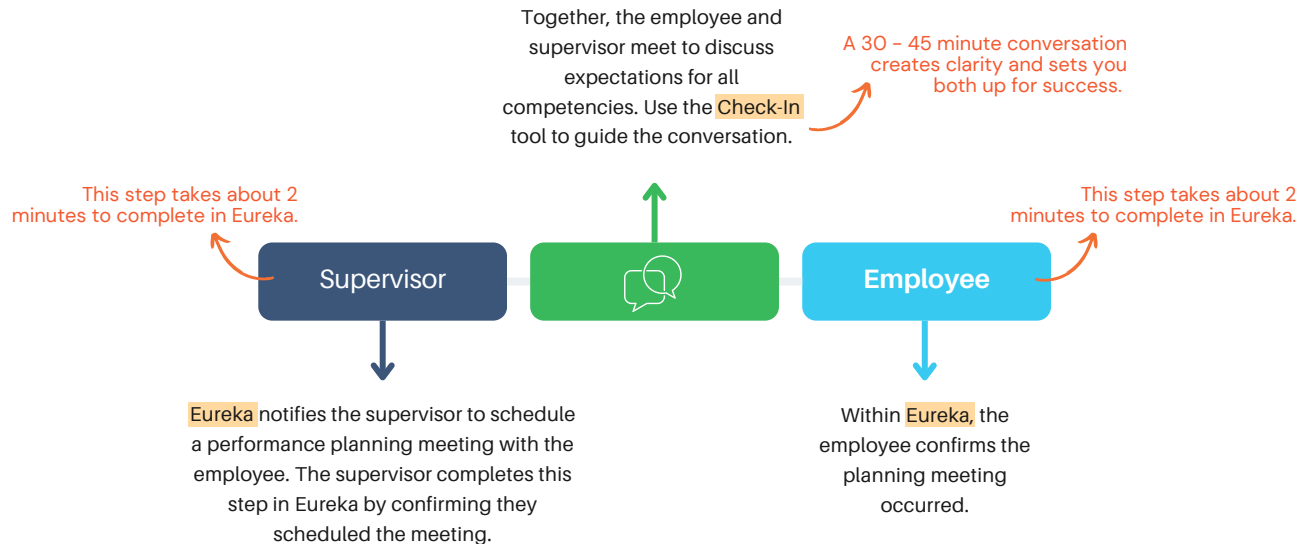 Together, the employee and
supervisor meet to discuss
expectations for all
competencies. Use the Check-In
tool to guide the conversation.
A 30 – 45 minute conversation
creates clarity and sets you
both up for success.
This step takes about 2
minutes to complete in Eureka.
This step takes about 2
minutes to complete in Eureka.
Supervisor
Employee
Eureka notifies the supervisor to schedule
a performance planning meeting with the
employee. The supervisor completes this
step in Eureka by confirming they
scheduled the meeting.
Within Eureka, the
employee confirms the
planning meeting
occurred.